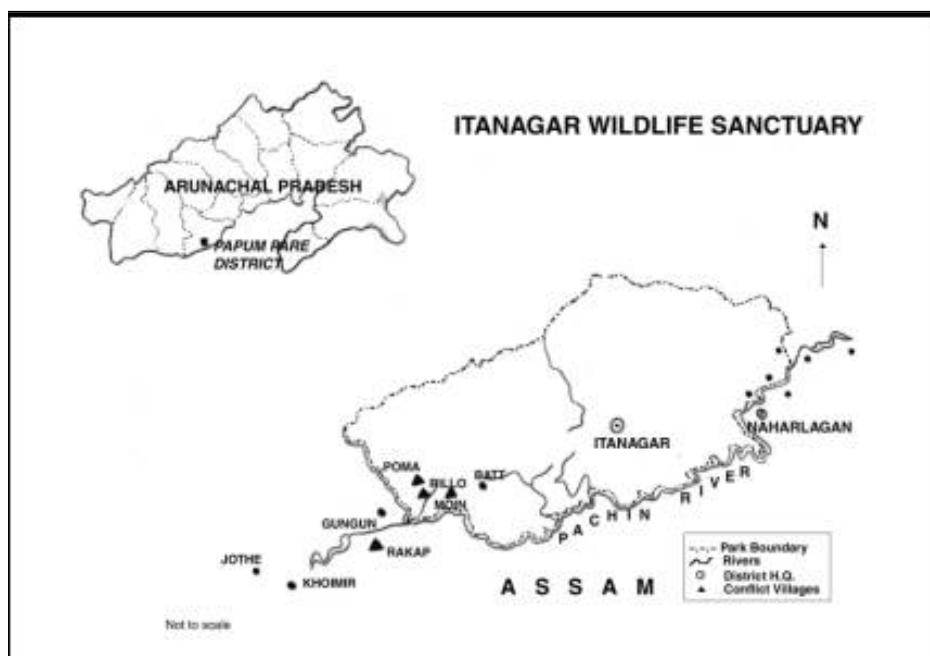 ITANAGAR WILDLIFE SANCTUARY
ARUNACHAL PRADESH
PAPUM PARE
DISTRICT
N
NAHARLAGAN
ITANAGAR
POMA
BILLO
BATT
MOIN
GUNGUN
RAKAP
JOTHE
KHOIMIR
PACHIN RIVER
ASSAM
Park Boundary
Rivers
District H.Q.
Conflict Villages
Not to scale